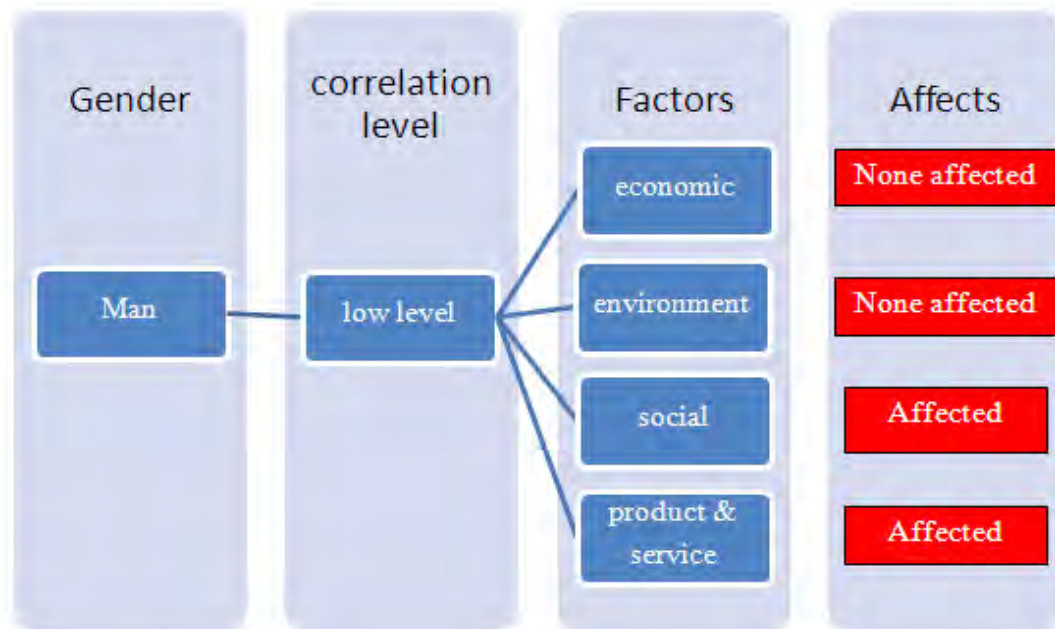 Gender
correlation
level
Factors
Affects
Man
low level
economic
None affected
environment
None affected
social
Affected
product &
service
Affected